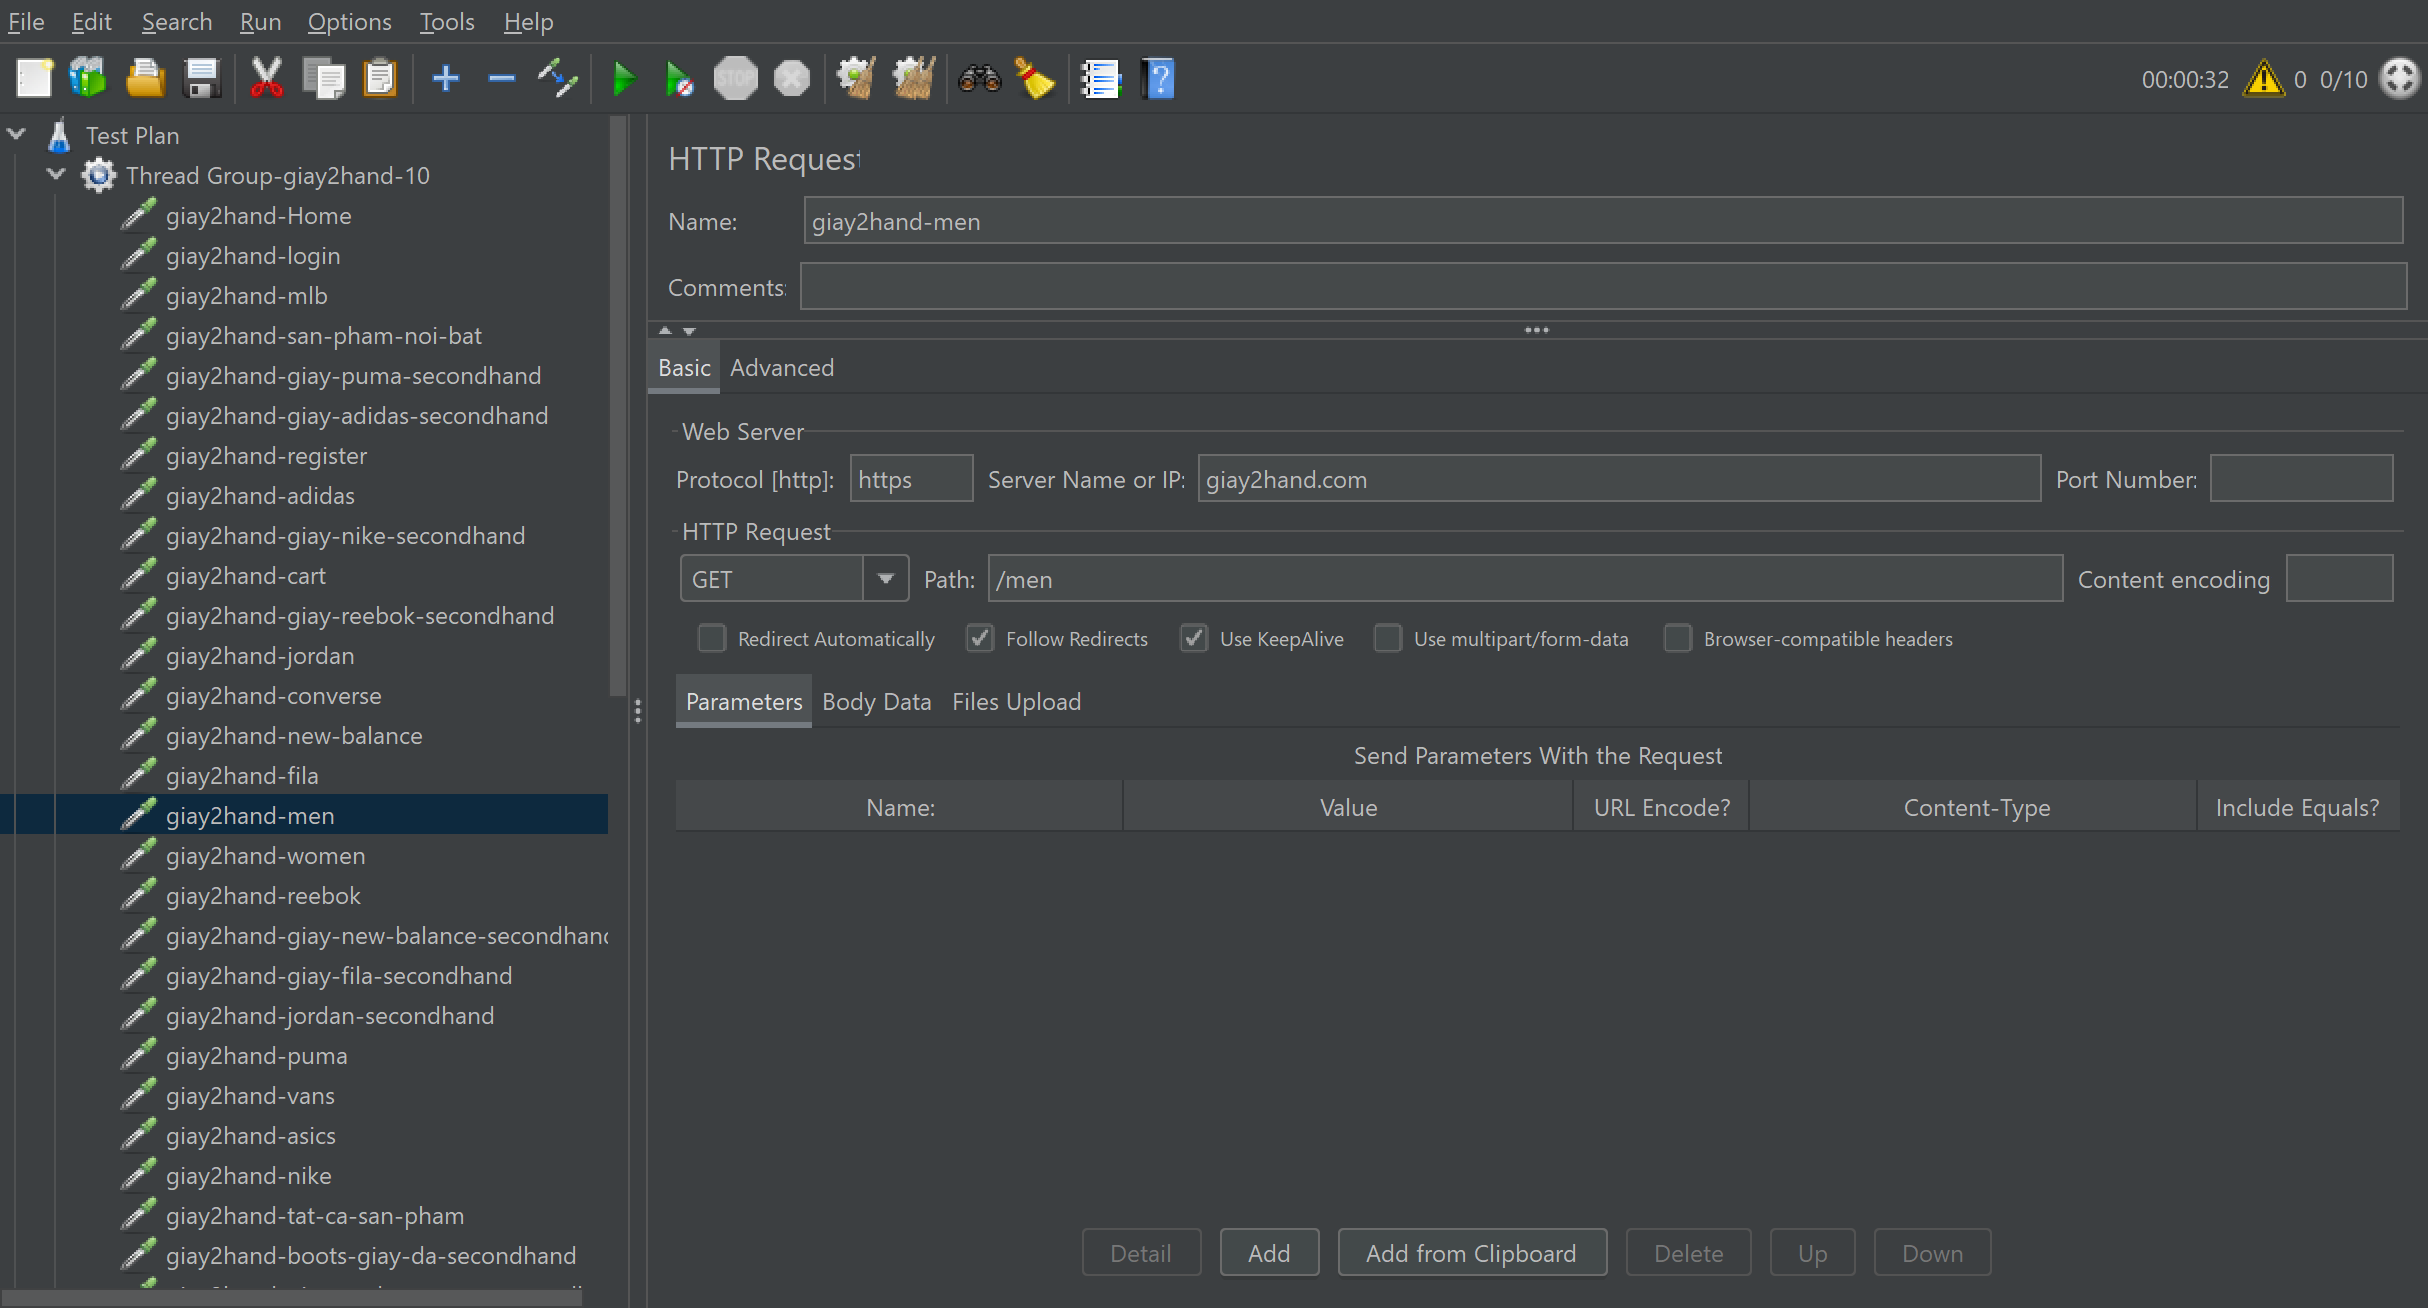 File Edit Search Run Options Tools Help
STOP
00:00:32 0 0/10
Test Plan
Thread Group-giay2hand-10
giay2hand-Home
giay2hand-login
giay2hand-mlb
giay2hand-san-pham-noi-bat
giay2hand-giay-puma-secondhand
giay2hand-giay-adidas-secondhand
giay2hand-register
giay2hand-adidas
giay2hand-giay-nike-secondhand
giay2hand-cart
giay2hand-giay-reebok-secondhand
giay2hand-jordan
giay2hand-converse
giay2hand-new-balance
giay2hand-fila
giay2hand-men
giay2hand-women
giay2hand-reebok
giay2hand-giay-new-balance-secondhand
giay2hand-giay-fila-secondhand
giay2hand-jordan-secondhand
giay2hand-puma
giay2hand-vans
giay2hand-asics
giay2hand-nike
giay2hand-tat-ca-san-pham
giay2hand-boots-giay-da-secondhand
HTTP Request
Name: giay2hand-men
Comments:
Basic Advanced
Web Server
Protocol [http]: https Server Name or IP: giay2hand.com Port Number:
HTTP Request
GET Path: /men Content encoding
Redirect Automatically Follow Redirects Use KeepAlive Use multipart/form-data Browser-compatible headers
Parameters Body Data Files Upload
Send Parameters With the Request
Name: Value URL Encode? Content-Type Include Equals?
Detail Add Add from Clipboard Delete Up Down